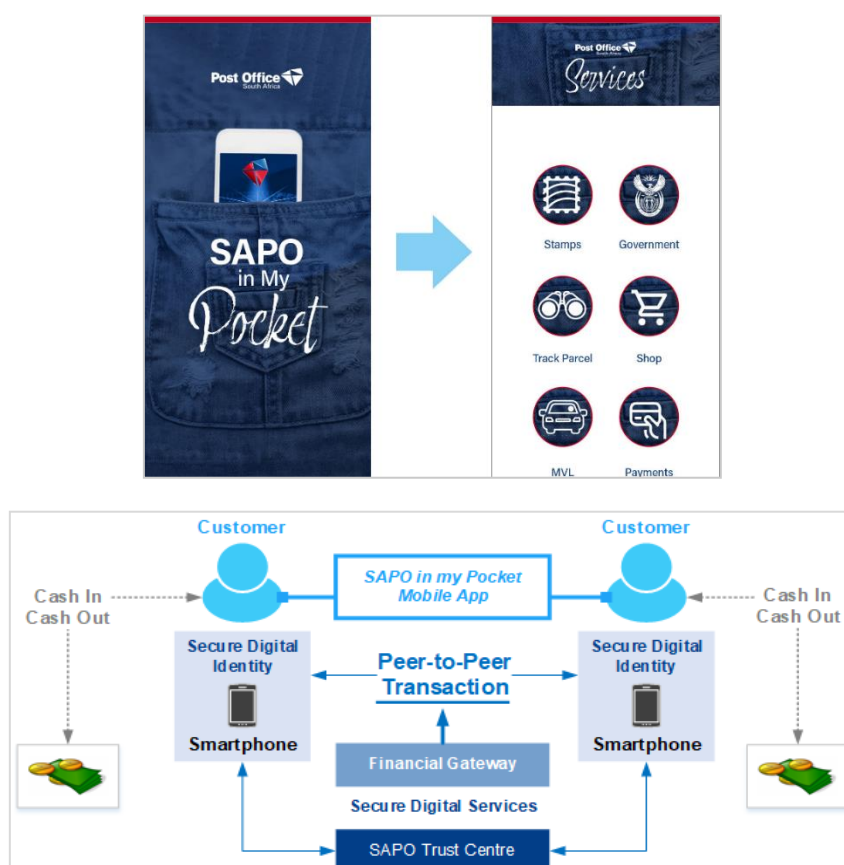 Post Office
South Africa
SAPO
in My
Pocket
Post Office
South Africa
Services
Stamps
Government
Track Parcel
Shop
MVL
Payments
Customer
Customer
SAPO in my Pocket
Mobile App
Cash In
Cash Out
Cash In
Cash Out
Secure Digital
Identity
Smartphone
Peer-to-Peer
Transaction
Secure Digital
Identity
Smartphone
Financial Gateway
Secure Digital Services
SAPO Trust Centre